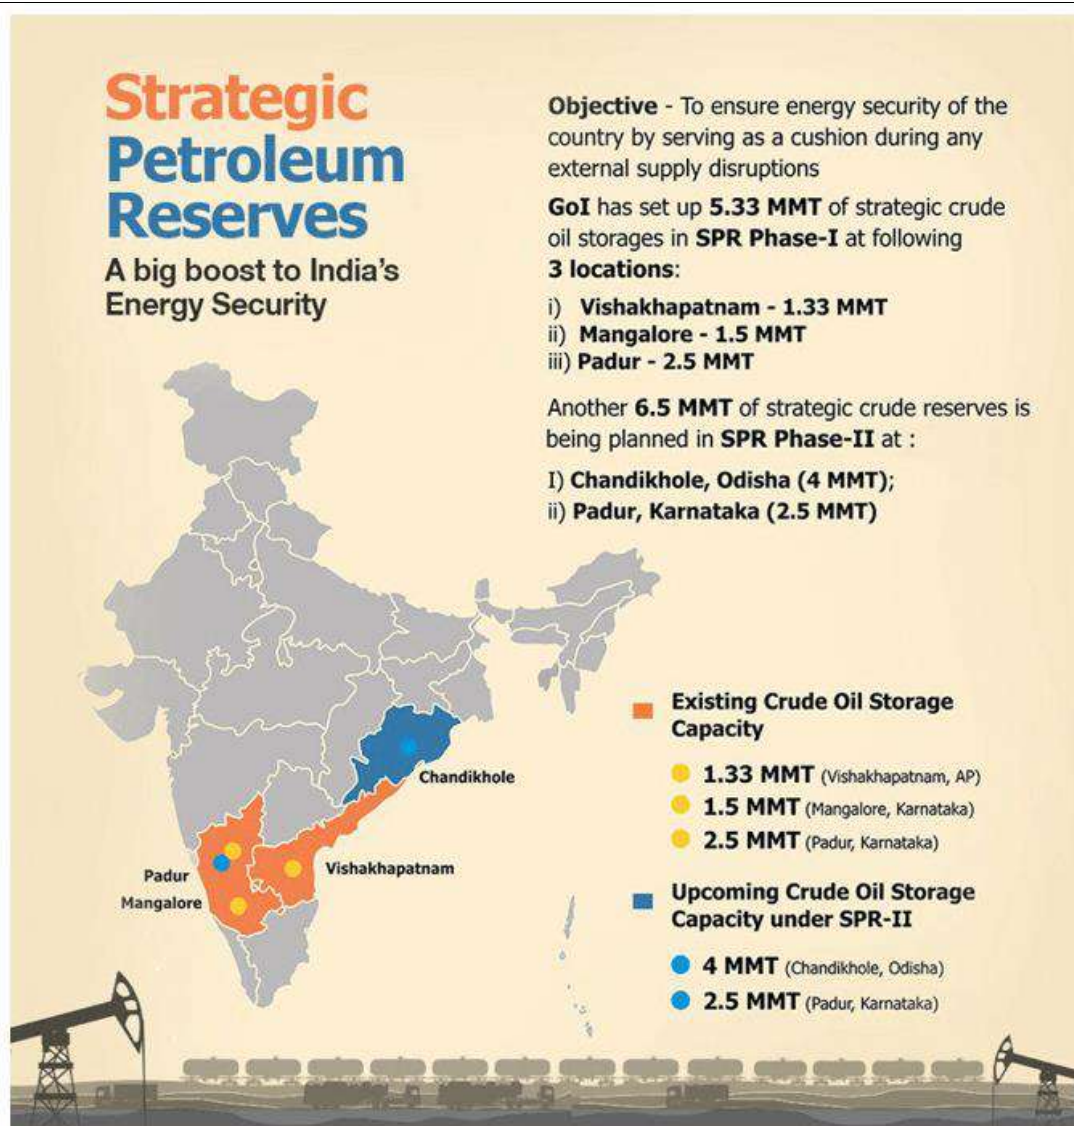 Strategic
Petroleum
Reserves
A big boost to India's
Energy Security
Objective - To ensure energy security of the
country by serving as a cushion during any
external supply disruptions
GoI has set up 5.33 MMT of strategic crude
oil storages in SPR Phase-I at following
3 locations:
i) Vishakhapatnam - 1.33 MMT
ii) Mangalore - 1.5 MMT
iii) Padur - 2.5 MMT
Another 6.5 MMT of strategic crude reserves is
being planned in SPR Phase-II at :
I) Chandikhole, Odisha (4 MMT);
ii) Padur, Karnataka (2.5 MMT)
Chandikhole
Vishakhapatnam
Padur
Mangalore
Existing Crude Oil Storage
Capacity
1.33 MMT (Vishakhapatnam, AP)
1.5 MMT (Mangalore, Karnataka)
2.5 MMT (Padur, Karnataka)
Upcoming Crude Oil Storage
Capacity under SPR-II
4 MMT (Chandikhole, Odisha)
2.5 MMT (Padur, Karnataka)